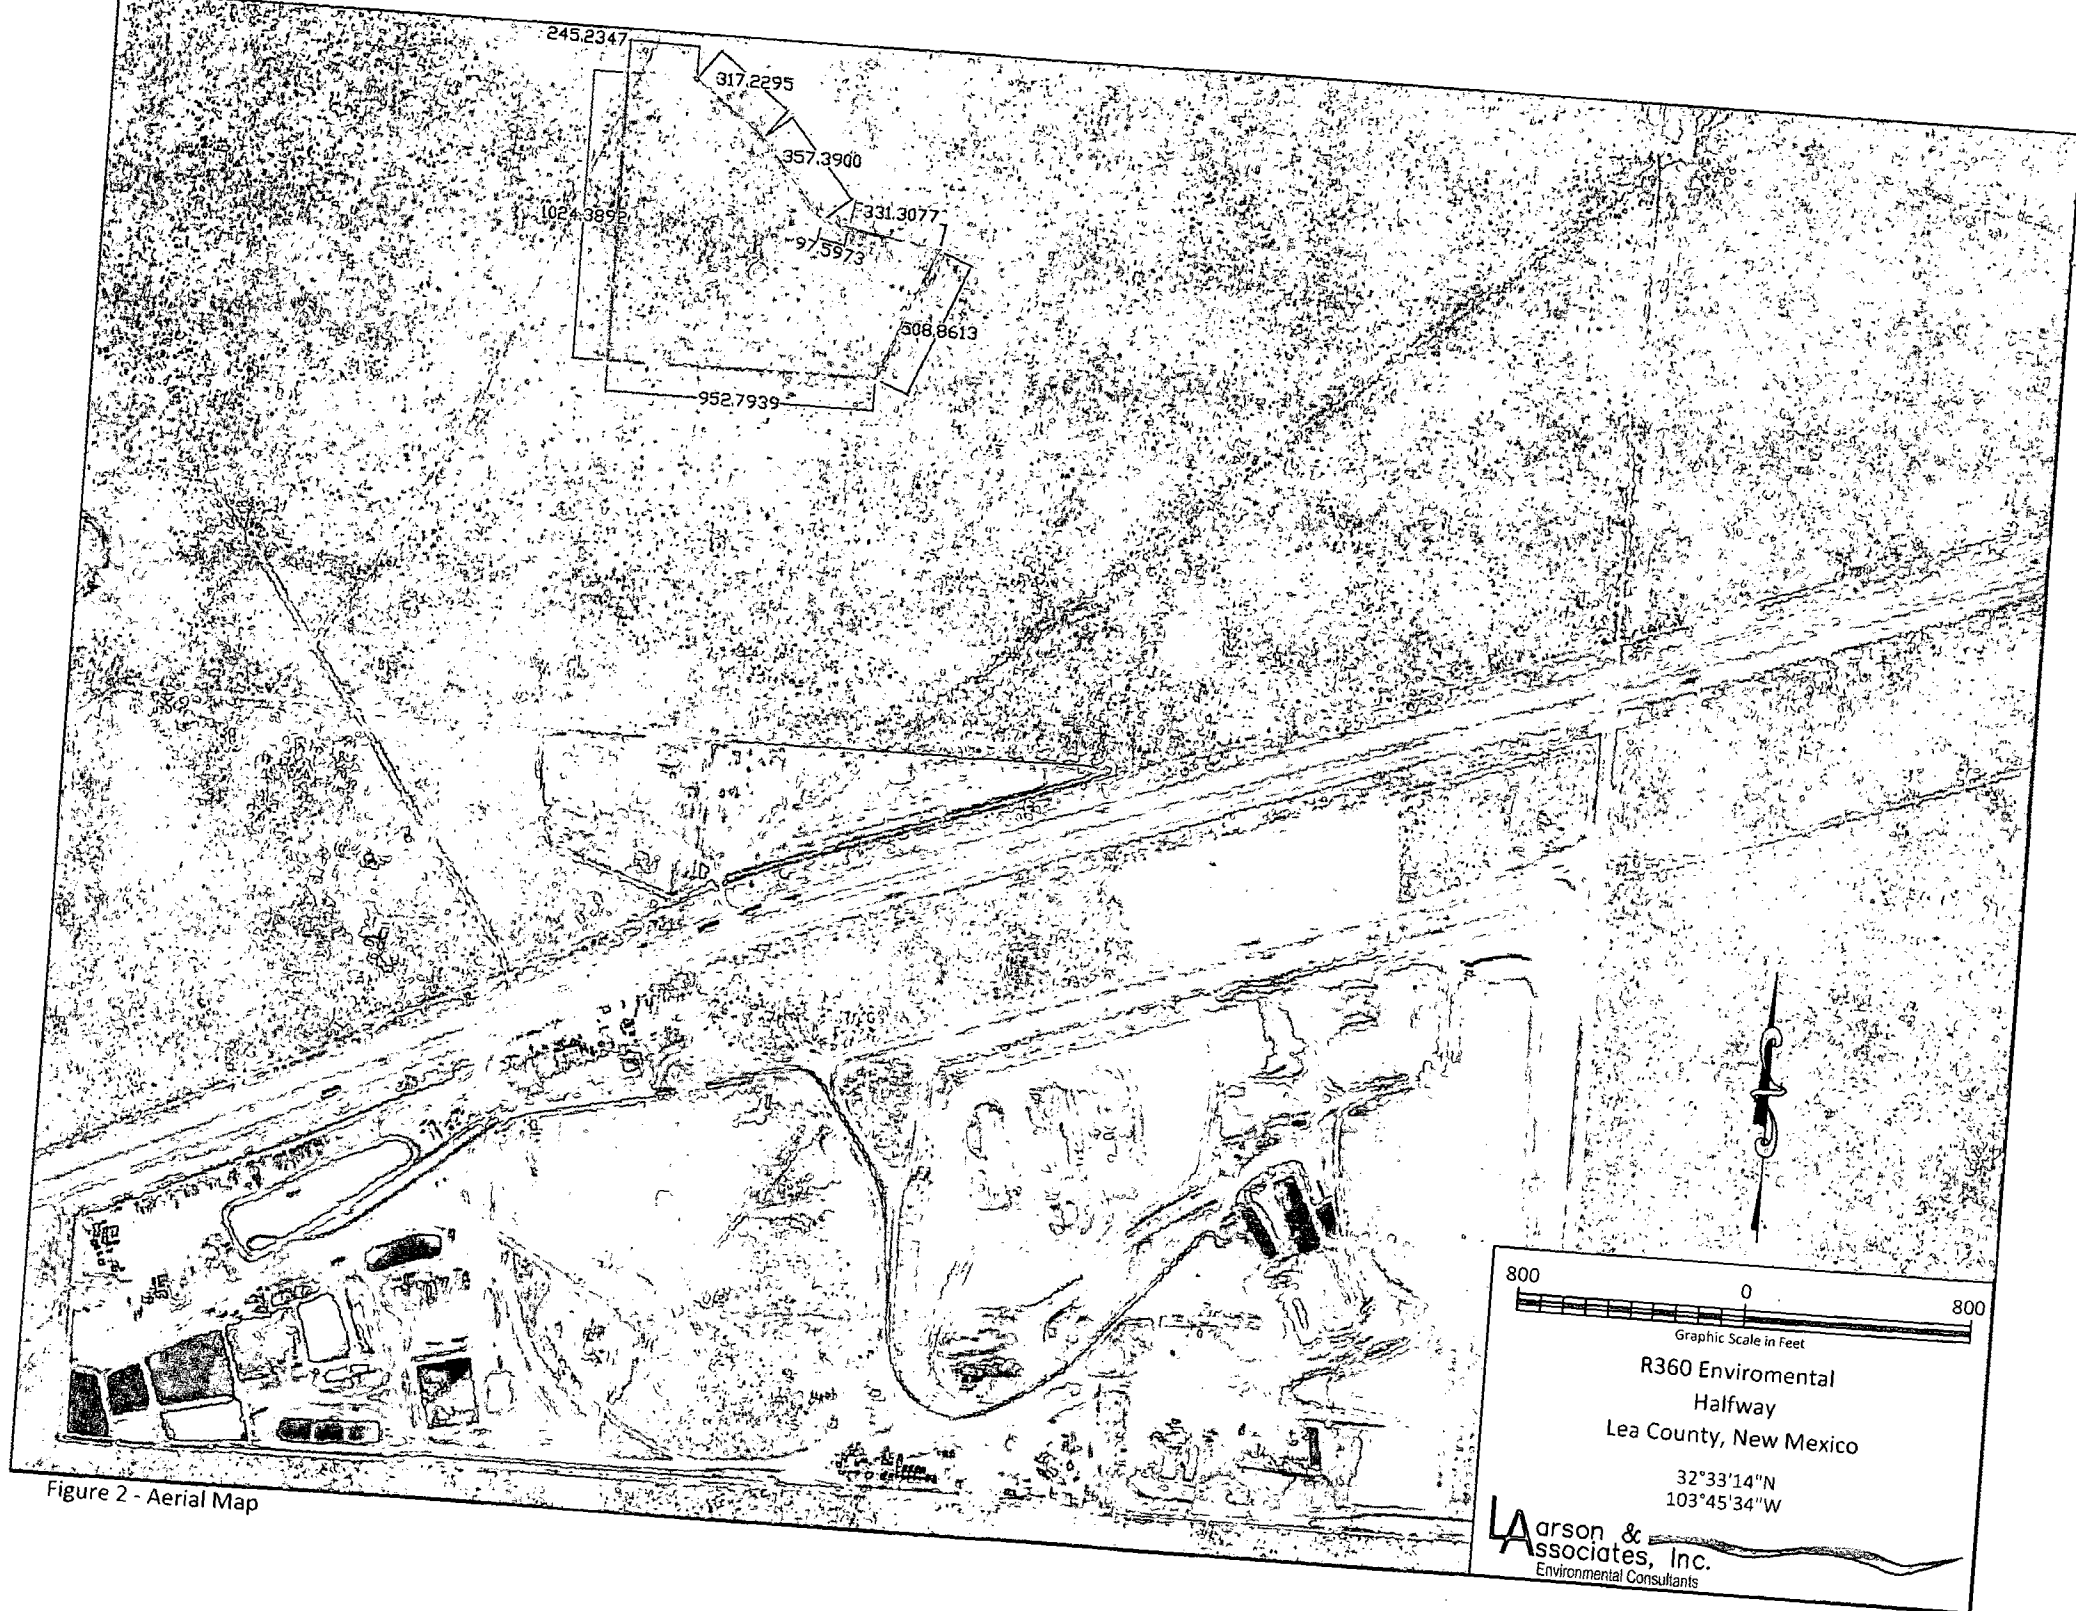 245.2347
317.2295
357.3900
1024.3892
331.3077
97.5973
508.8613
952.7939
800 0 800
Graphic Scale in Feet
R360 Enviromental
Halfway
Lea County, New Mexico
32°33'14"N
103°45'34"W
Larson &
Associates, Inc.
Environmental Consultants
Figure 2 - Aerial Map